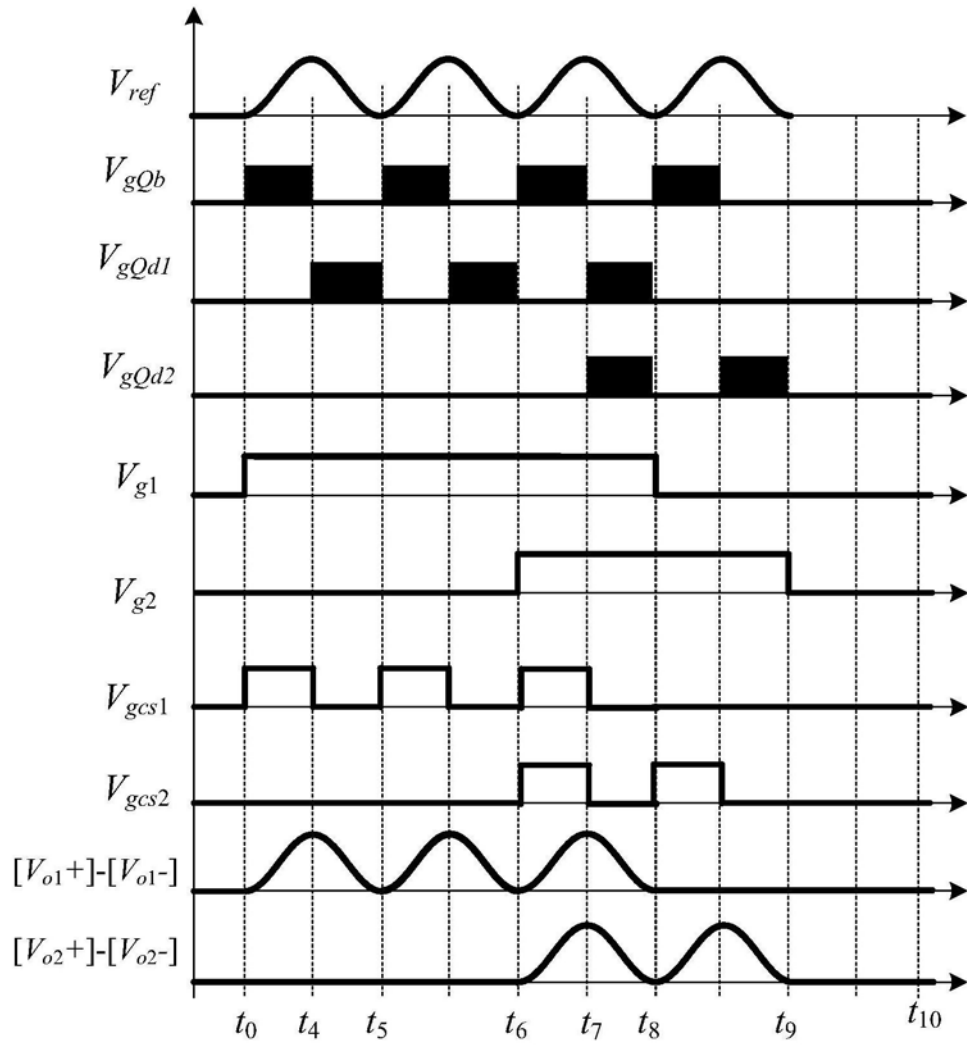 V_ref
V_gQb
V_gQd1
V_gQd2
V_g1
V_g2
V_gcs1
V_gcs2
[V_o1+]-[V_o1-]
[V_o2+]-[V_o2-]
t_0 t_4 t_5 t_6 t_7 t_8 t_9 t_10